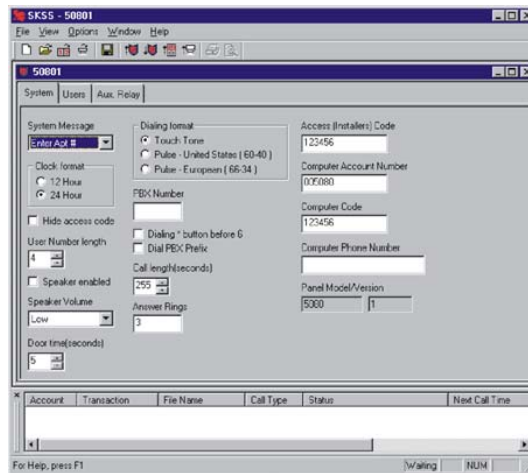 SKSS - 50801
File View Options Window Help
50801
System Users Aux. Relay
System Message
Enter Apt #
Clock format
12 Hour
24 Hour
Hide access code
User Number length
4
Speaker enabled
Speaker Volume
Low
Door time(seconds)
5
Dialing format
Touch Tone
Pulse - United States ( 60-40 )
Pulse - European ( 66-34 )
PBX Number
Dialing * button before 6
Dial PBX Prefix
Call length(seconds)
255
Answer Rings
3
Access (Installers) Code
123456
Computer Account Number
005080
Computer Code
123456
Computer Phone Number
Panel Model/Version
5080 1
Account Transaction File Name Call Type Status Next Call Time
For Help, press F1 Waiting NUM